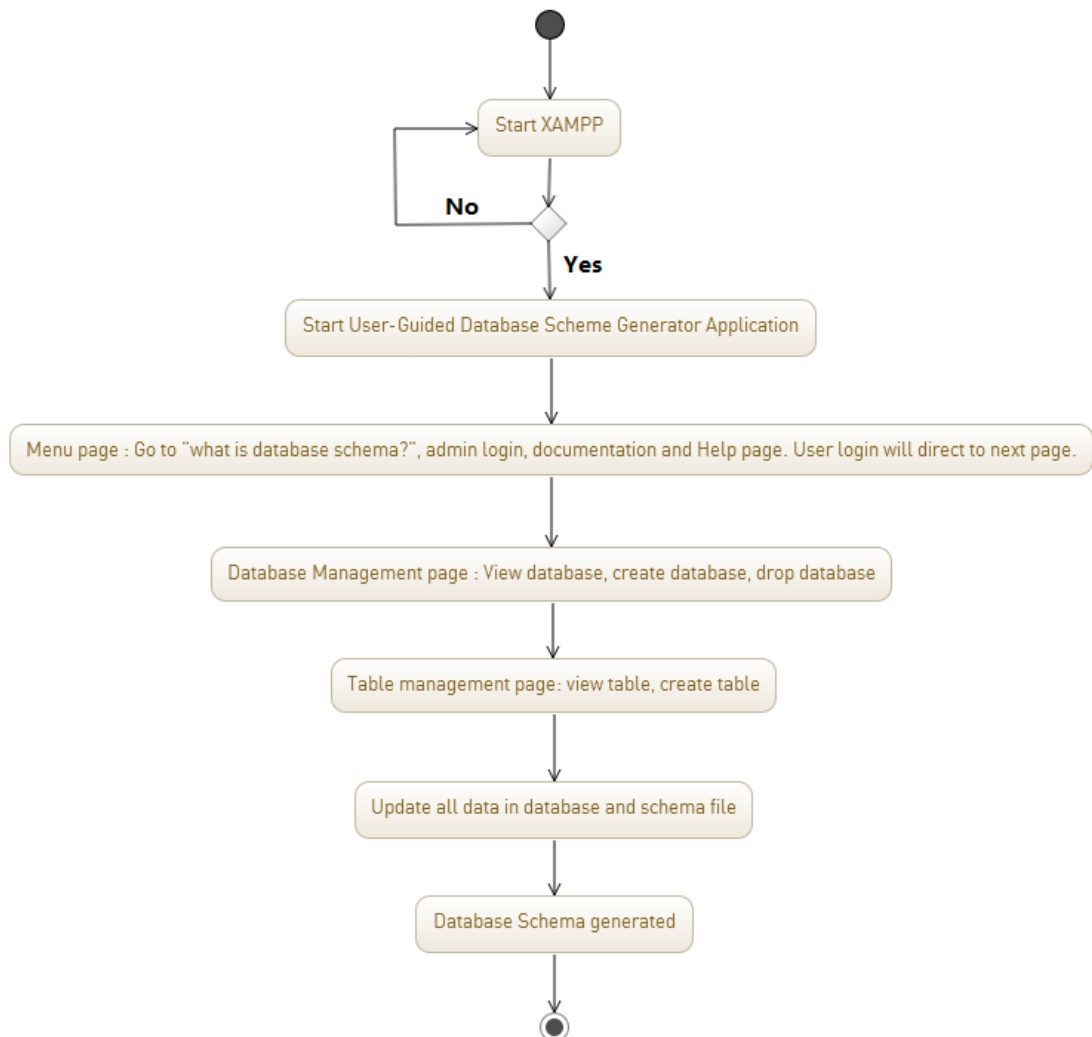 Start XAMPP
No
Yes
Start User-Guided Database Scheme Generator Application
Menu page : Go to "what is database schema?", admin login, documentation and Help page. User login will direct to next page.
Database Management page : View database, create database, drop database
Table management page: view table, create table
Update all data in database and schema file
Database Schema generated